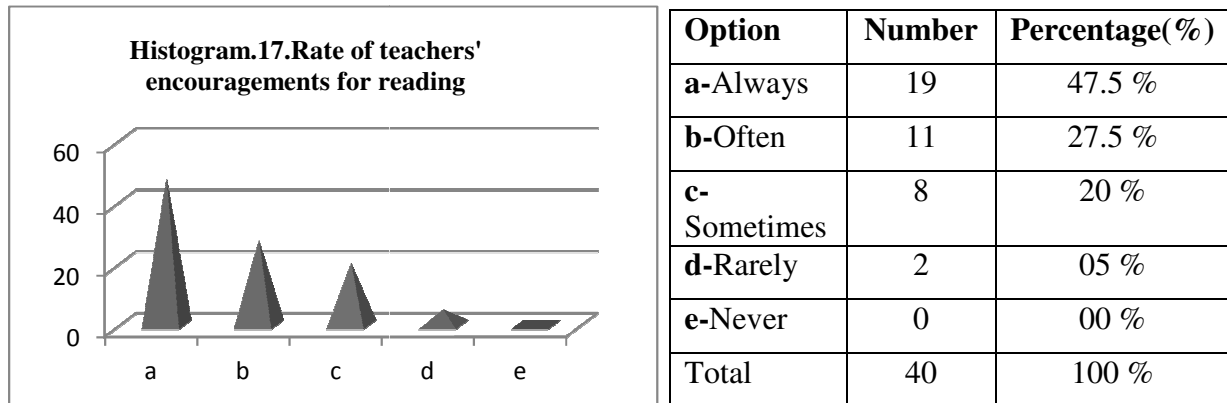 Histogram.17.Rate of teachers'
encouragements for reading
60
40
20
0
a b c d e
Option Number Percentage(%)
a-Always 19 47.5 %
b-Often 11 27.5 %
c-
Sometimes 8 20 %
d-Rarely 2 05 %
e-Never 0 00 %
Total 40 100 %